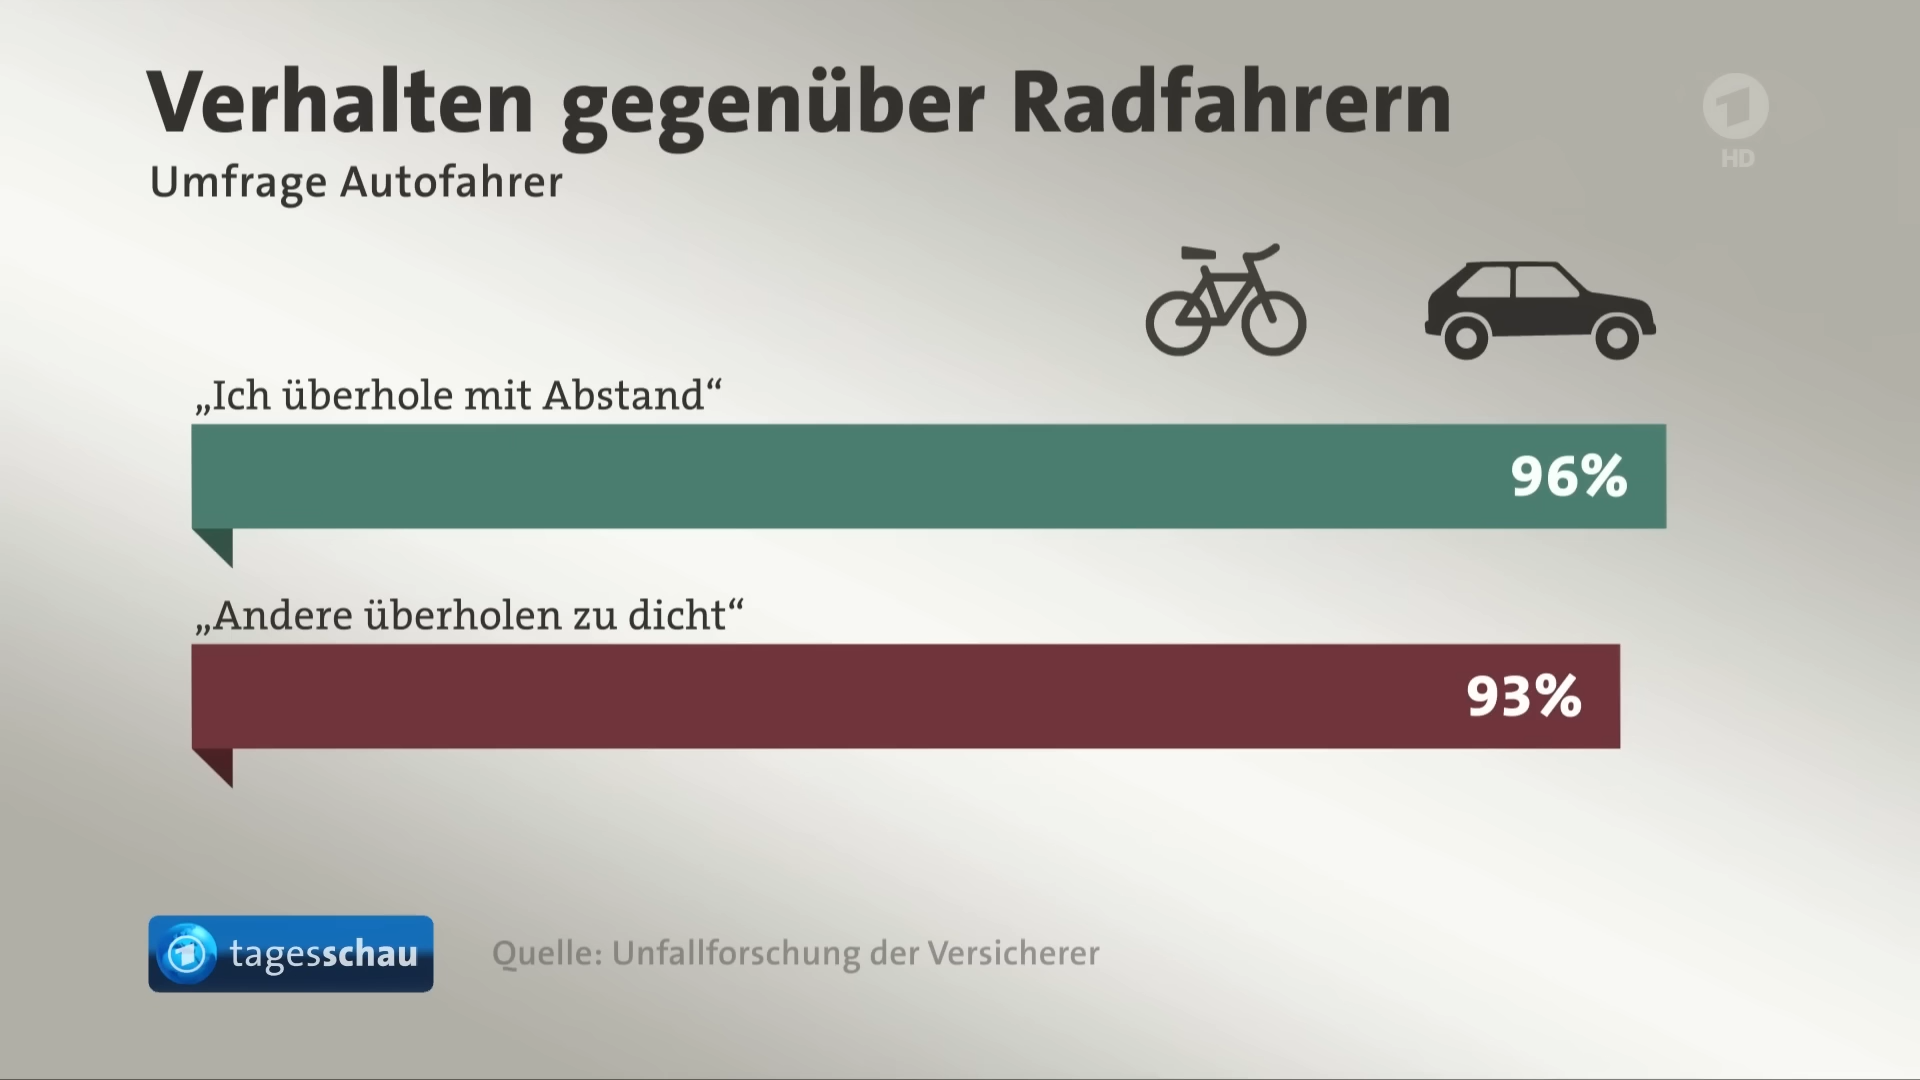 Verhalten gegenüber Radfahrern
Umfrage Autofahrer
HD
„Ich überhole mit Abstand“
96%
„Andere überholen zu dicht“
93%
tagesschau
Quelle: Unfallforschung der Versicherer